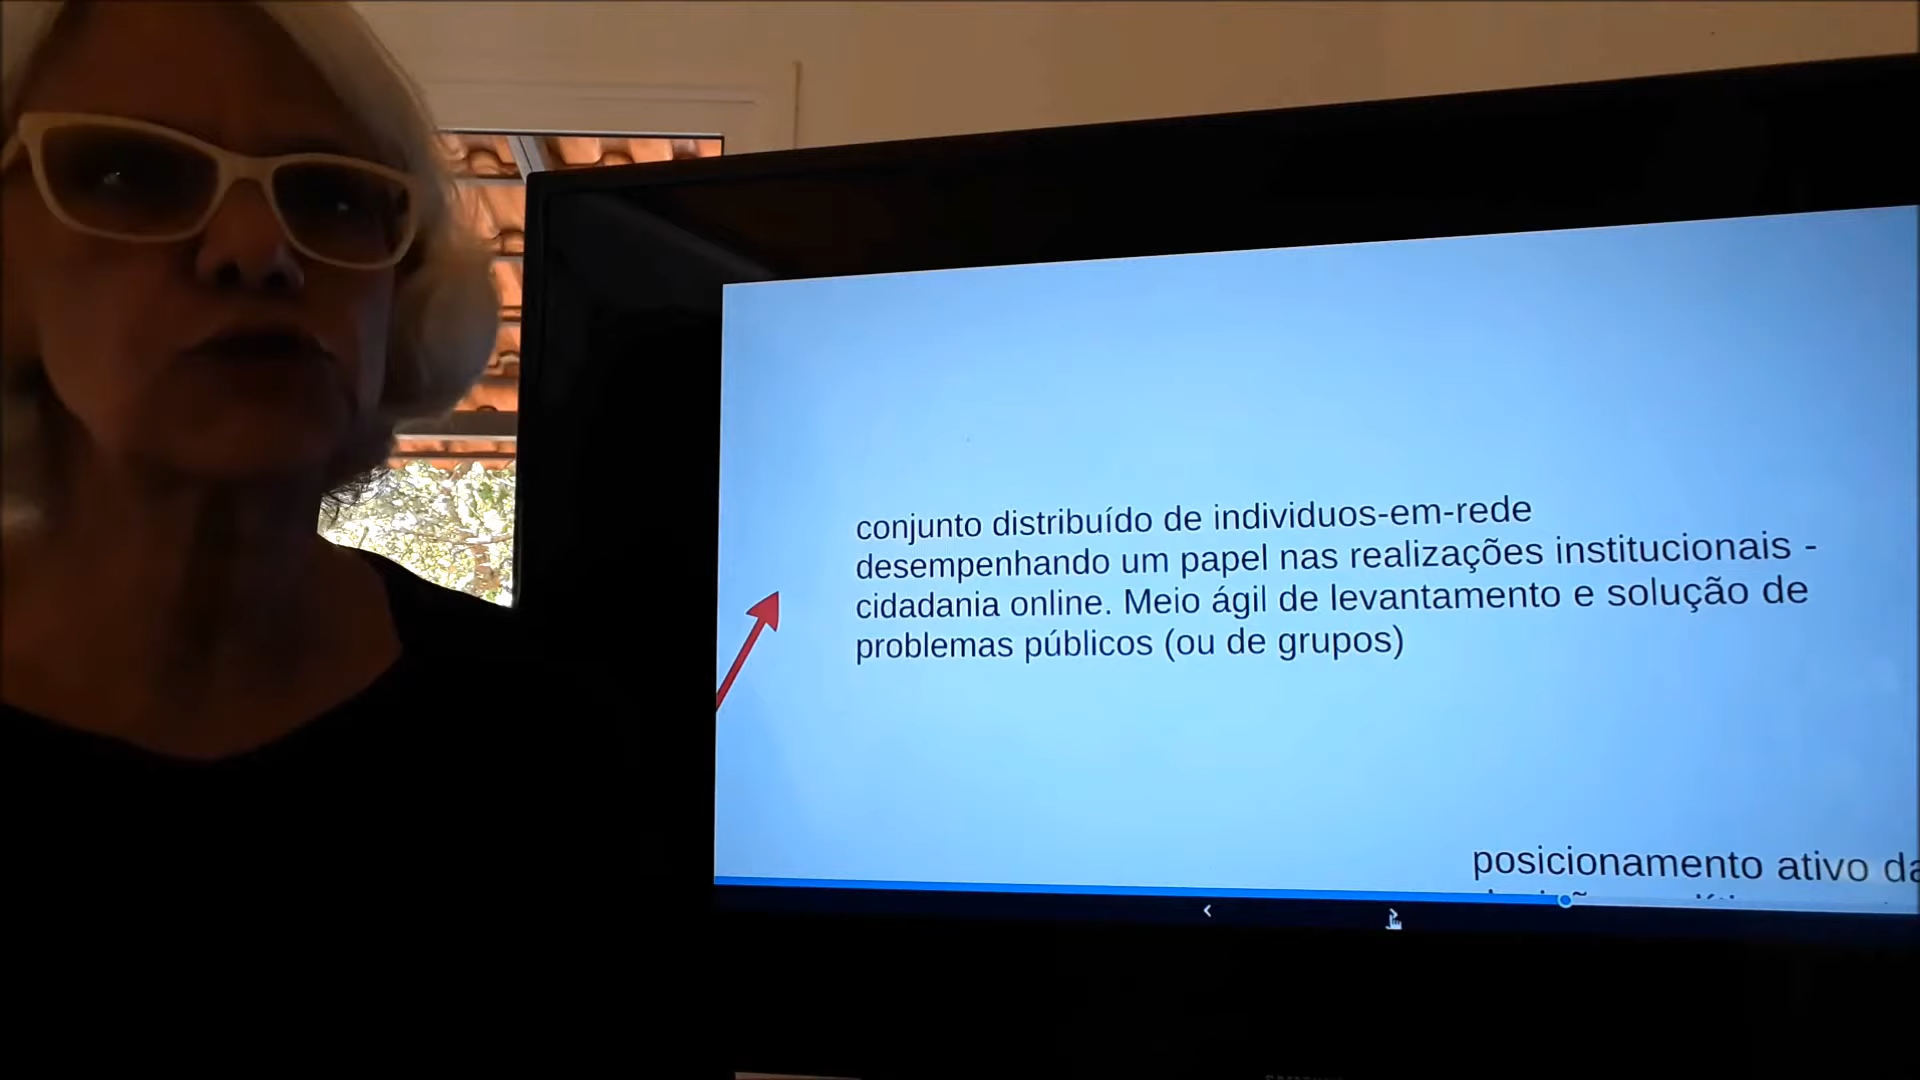 conjunto distribuído de individuos-em-rede
desempenhando um papel nas realizações institucionais -
cidadania online. Meio ágil de levantamento e solução de
problemas públicos (ou de grupos)
posicionamento ativo da